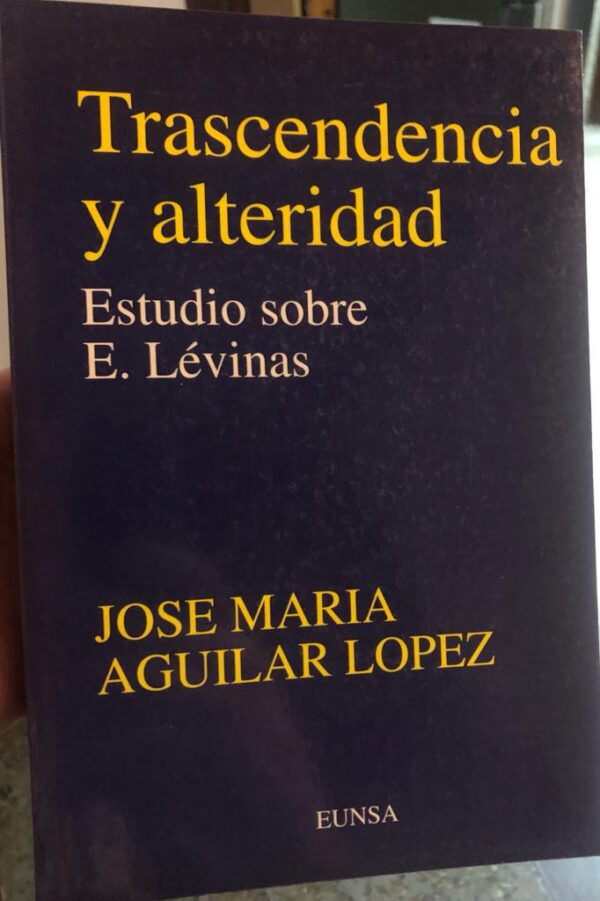 Trascendencia
y alteridad
Estudio sobre
E. Lévinas
JOSE MARIA
AGUILAR LOPEZ
EUNSA